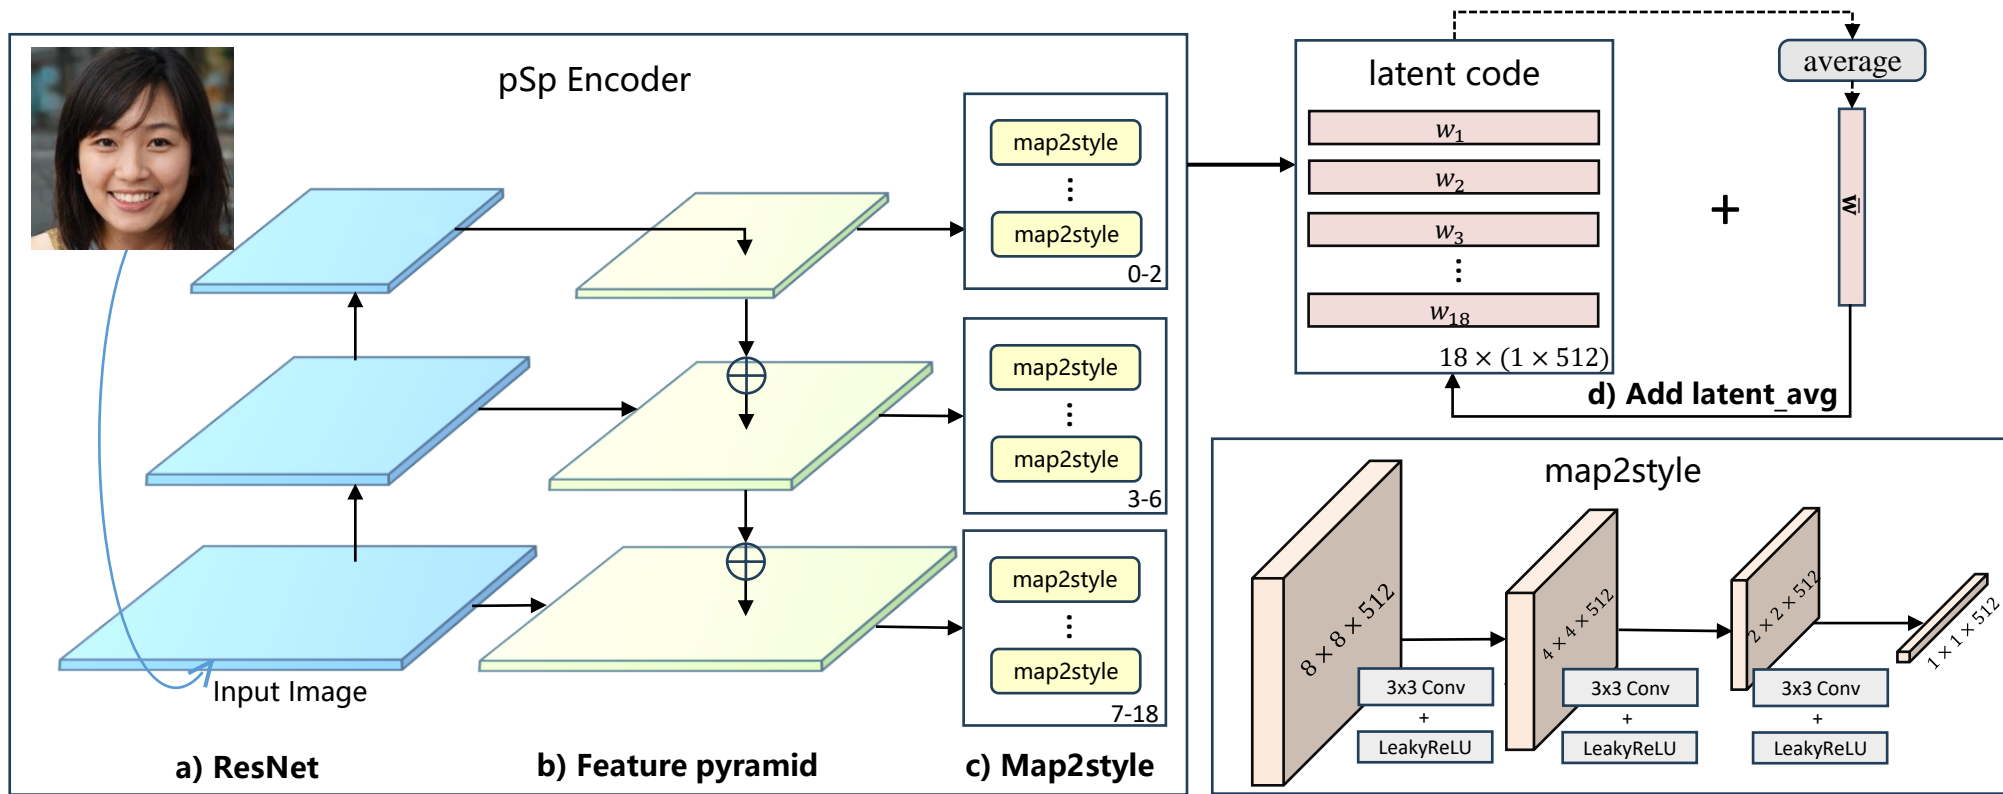 pSp Encoder
map2style
⋮
map2style
0-2
map2style
⋮
map2style
3-6
map2style
⋮
map2style
7-18
Input Image
a) ResNet
b) Feature pyramid
c) Map2style
latent code
w₁
w₂
w₃
⋮
w₁₈
18 × (1 × 512)
+
average
w̄
d) Add latent_avg
map2style
8 × 8 × 512
4 × 4 × 512
2 × 2 × 512
1 × 1 × 512
3x3 Conv
+
LeakyReLU
3x3 Conv
+
LeakyReLU
3x3 Conv
+
LeakyReLU